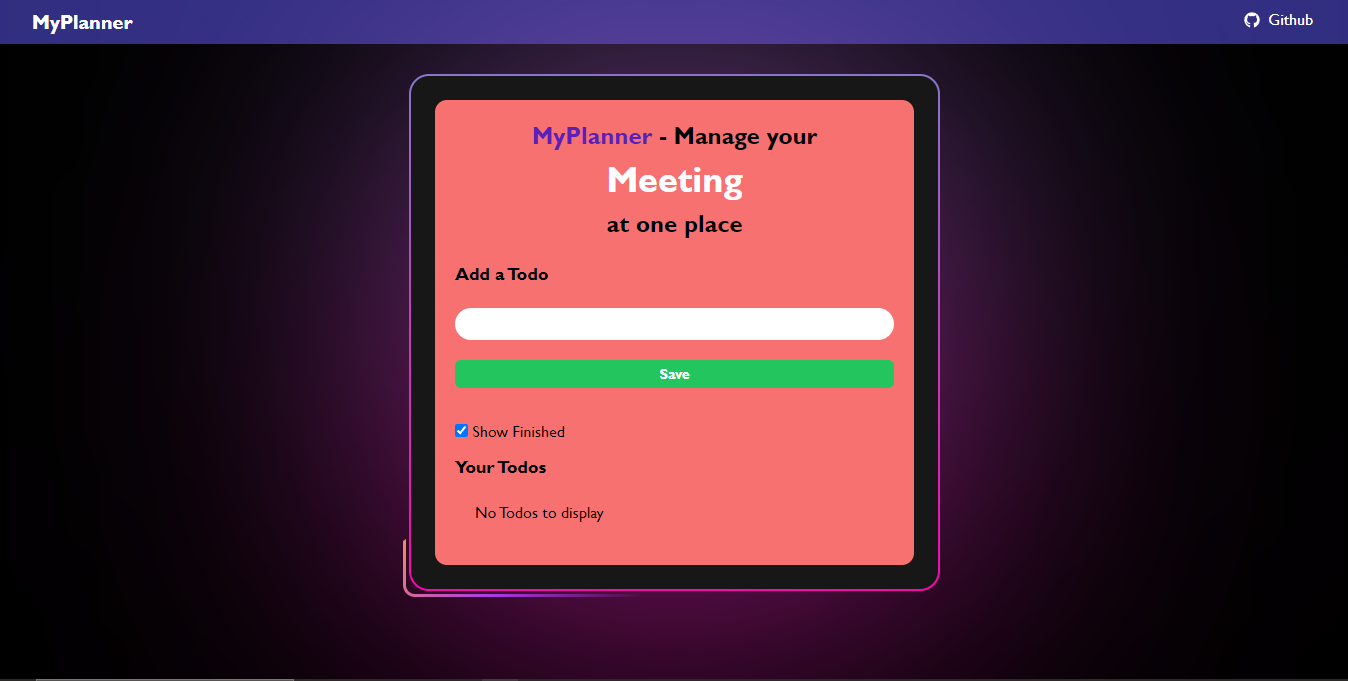 MyPlanner
Github
MyPlanner - Manage your
Meeting
at one place
Add a Todo
Save
Show Finished
Your Todos
No Todos to display